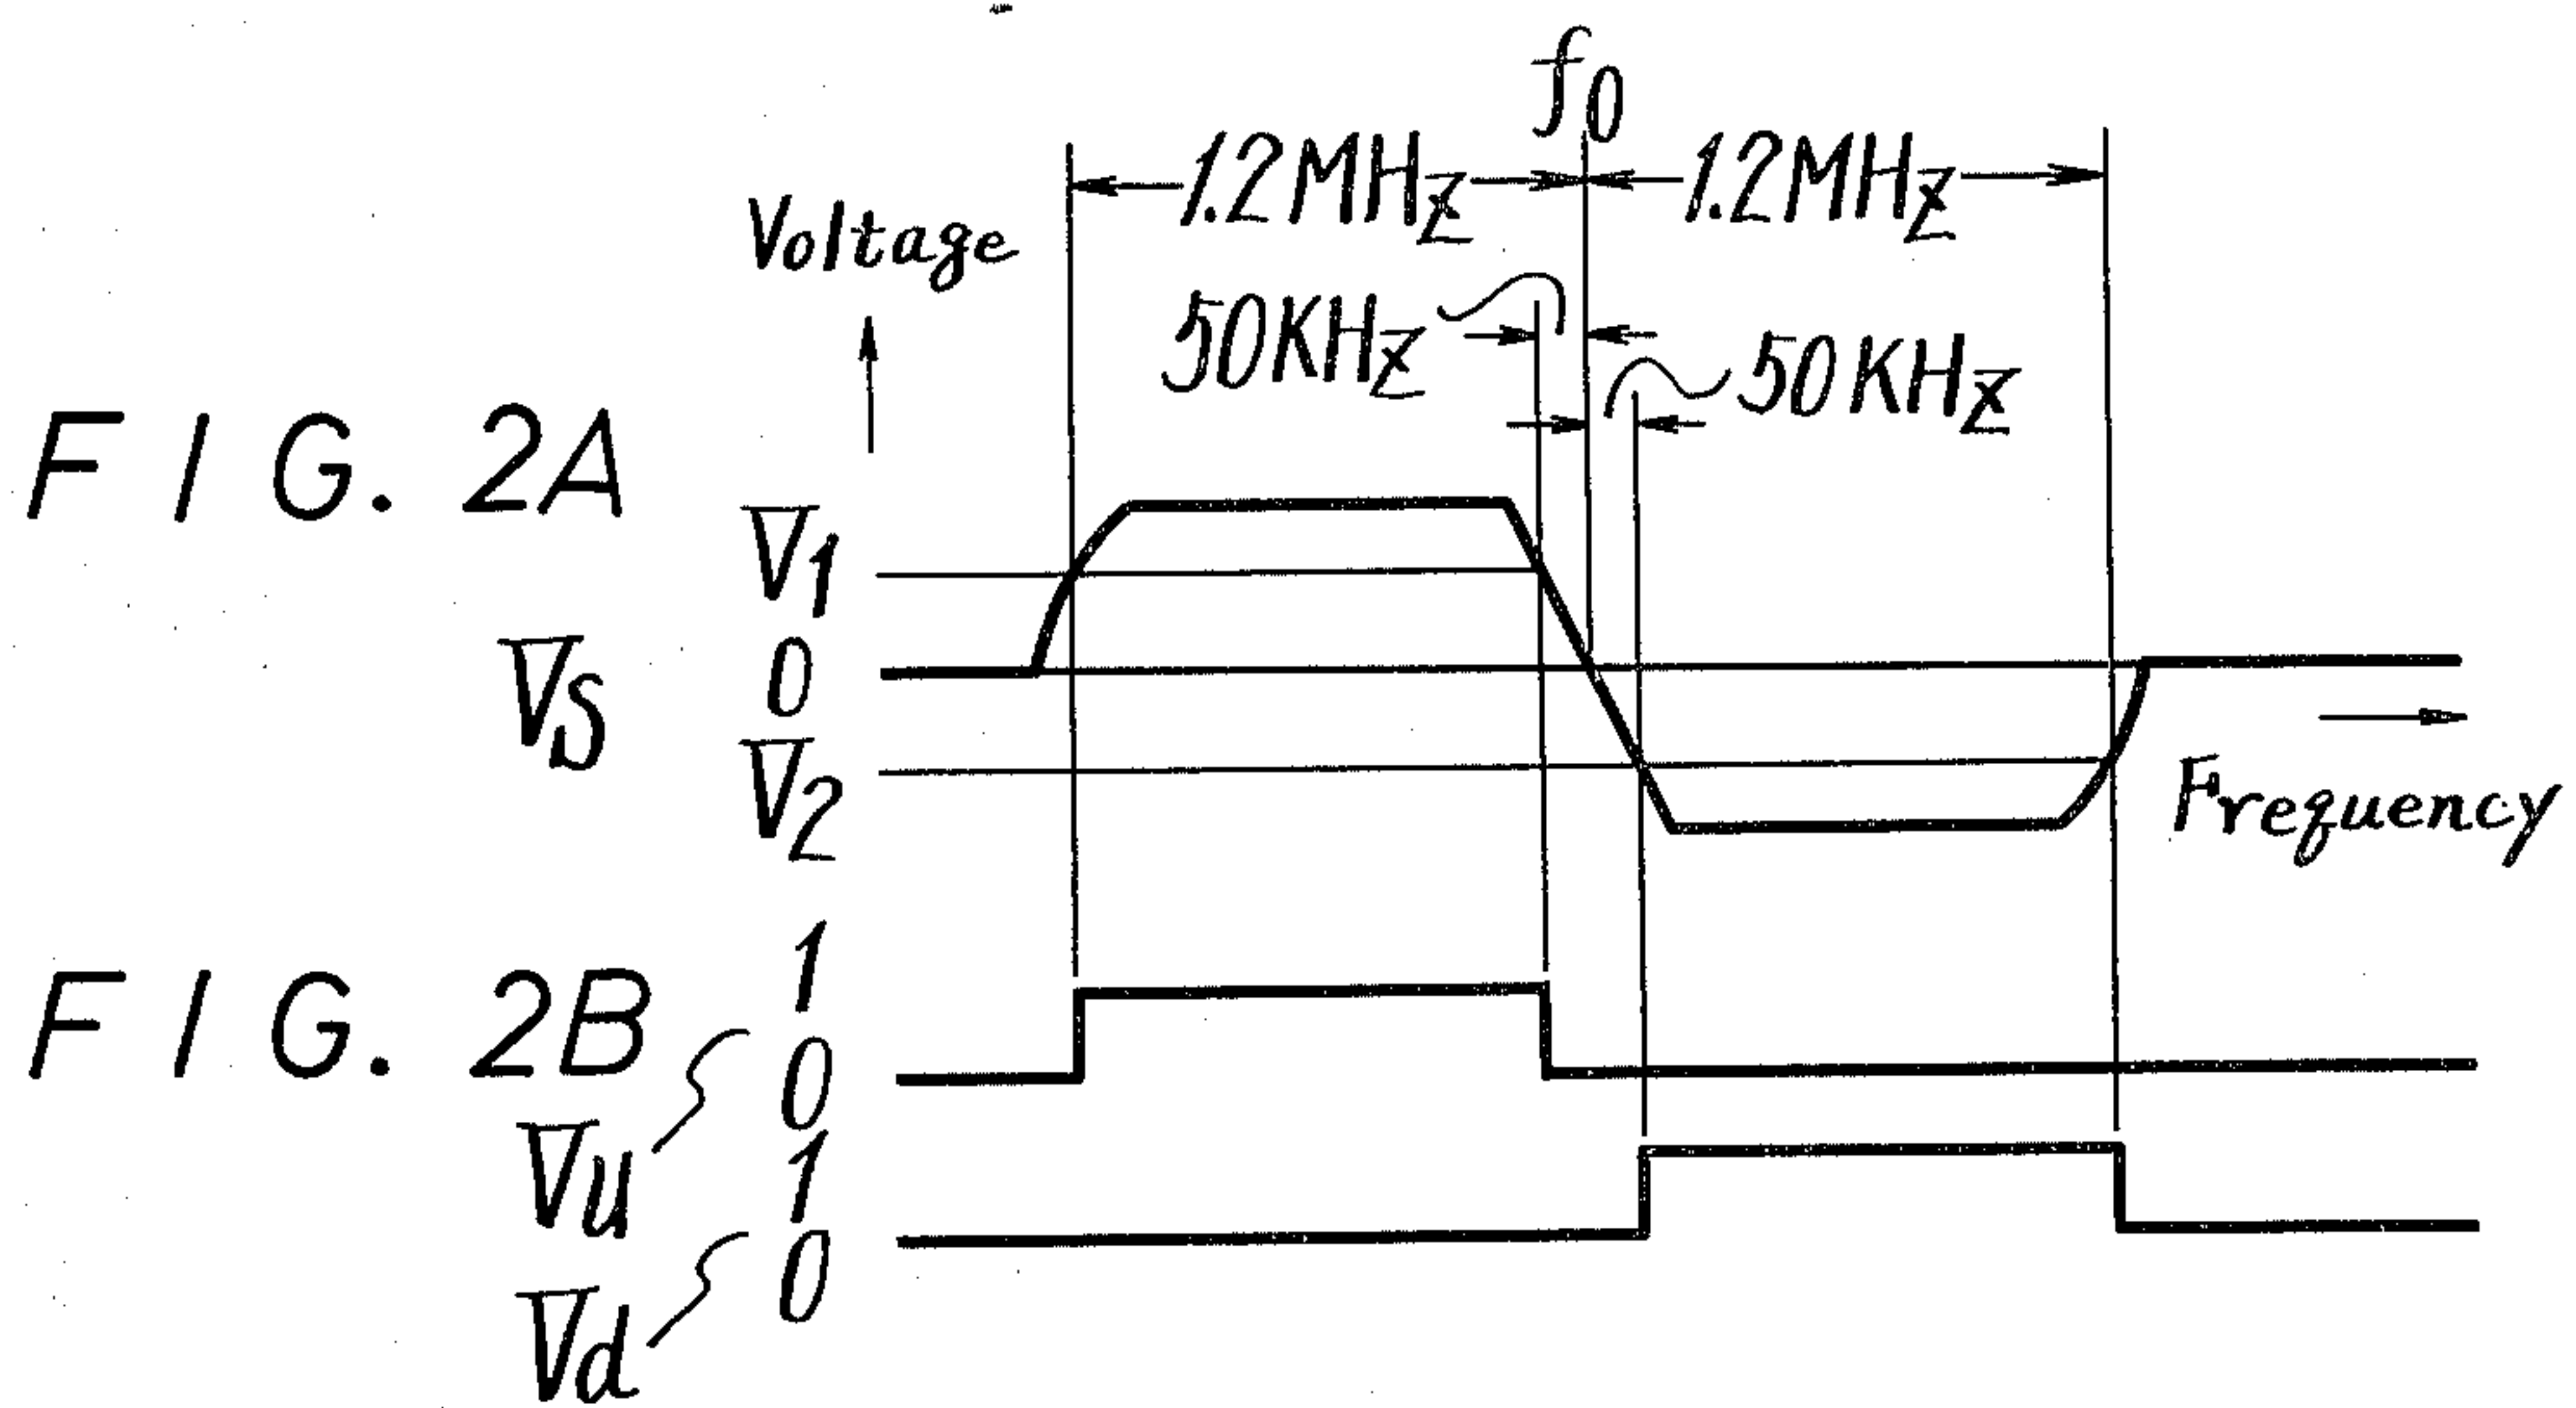 f0
1.2MHz 1.2MHz
Voltage
50KHz
50KHz
FIG. 2A
V1
0
VS
V2
Frequency
1
FIG. 2B
0
Vu
1
0
Vd